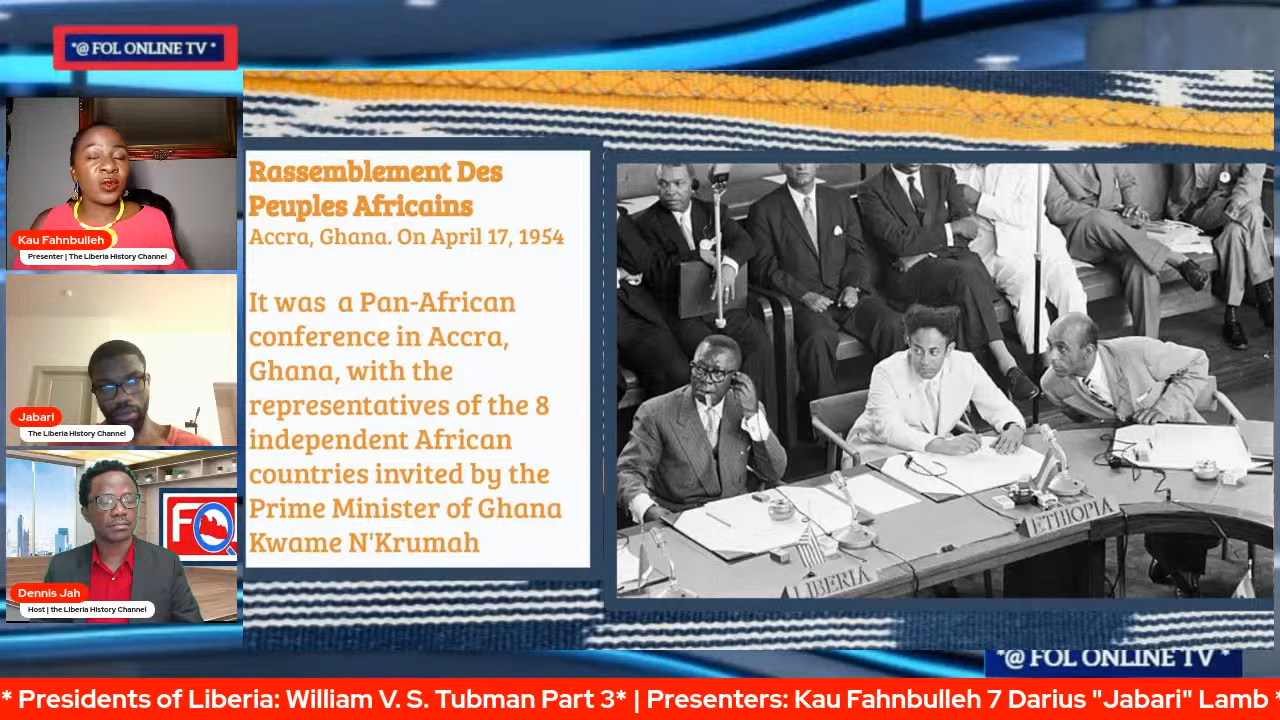 *@ FOL ONLINE TV *
Kau Fahnbulleh
Presenter | The Liberia History Channel
Jabari
The Liberia History Channel
FOL
Dennis Jah
Host | the Liberia History Channel
Rassemblement Des
Peuples Africains
Accra, Ghana. On April 17, 1954
It was a Pan-African
conference in Accra,
Ghana, with the
representatives of the 8
independent African
countries invited by the
Prime Minister of Ghana
Kwame N'Krumah
ETHIOPIA
LIBERIA
*@ FOL ONLINE TV *
* Presidents of Liberia: William V. S. Tubman Part 3* | Presenters: Kau Fahnbulleh 7 Darius "Jabari" Lamb *